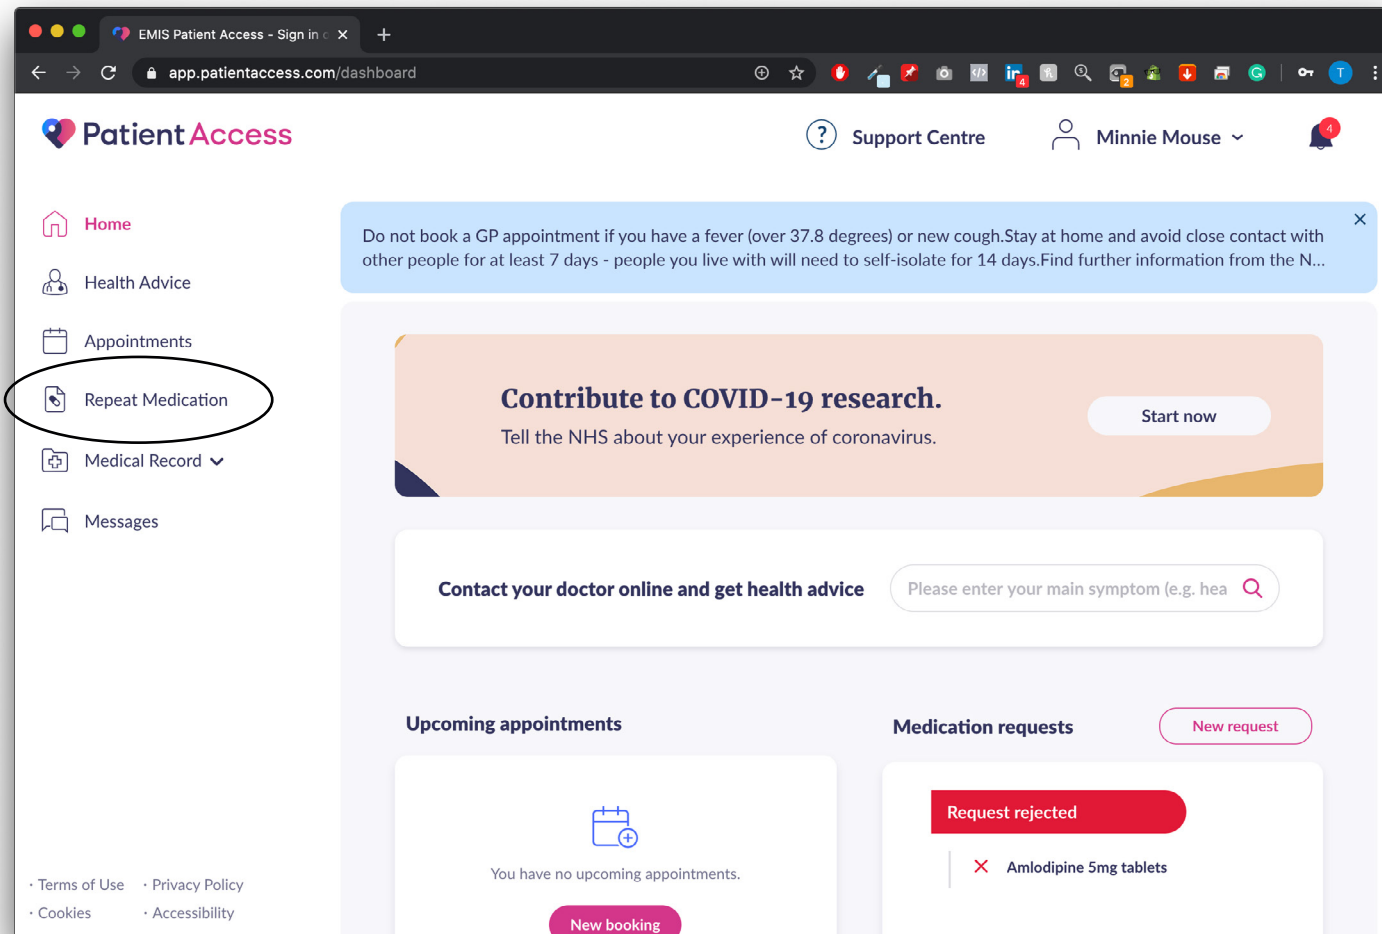 EMIS Patient Access - Sign in
app.patientaccess.com/dashboard
4
2
T
Patient Access
? Support Centre
Minnie Mouse
4
Home
Health Advice
Appointments
Repeat Medication
Medical Record
Messages
Do not book a GP appointment if you have a fever (over 37.8 degrees) or new cough.Stay at home and avoid close contact with
other people for at least 7 days - people you live with will need to self-isolate for 14 days.Find further information from the N...
Contribute to COVID-19 research.
Tell the NHS about your experience of coronavirus.
Start now
Contact your doctor online and get health advice
Please enter your main symptom (e.g. hea
Upcoming appointments
You have no upcoming appointments.
New booking
Medication requests
New request
Request rejected
Amlodipine 5mg tablets
· Terms of Use · Privacy Policy
· Cookies · Accessibility